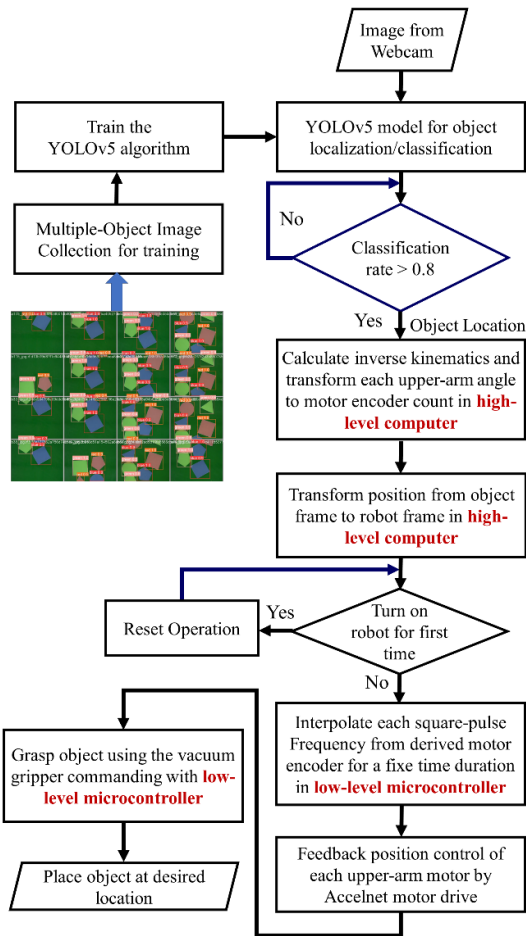 Image from
Webcam
Train the
YOLOv5 algorithm
YOLOv5 model for object
localization/classification
Multiple-Object Image
Collection for training
No
Classification
rate > 0.8
Yes
Object Location
Calculate inverse kinematics and
transform each upper-arm angle
to motor encoder count in high-
level computer
Transform position from object
frame to robot frame in high-
level computer
Reset Operation
Yes
Turn on
robot for first
time
No
Interpolate each square-pulse
Frequency from derived motor
encoder for a fixe time duration
in low-level microcontroller
Grasp object using the vacuum
gripper commanding with low-
level microcontroller
Feedback position control of
each upper-arm motor by
Accelnet motor drive
Place object at desired
location